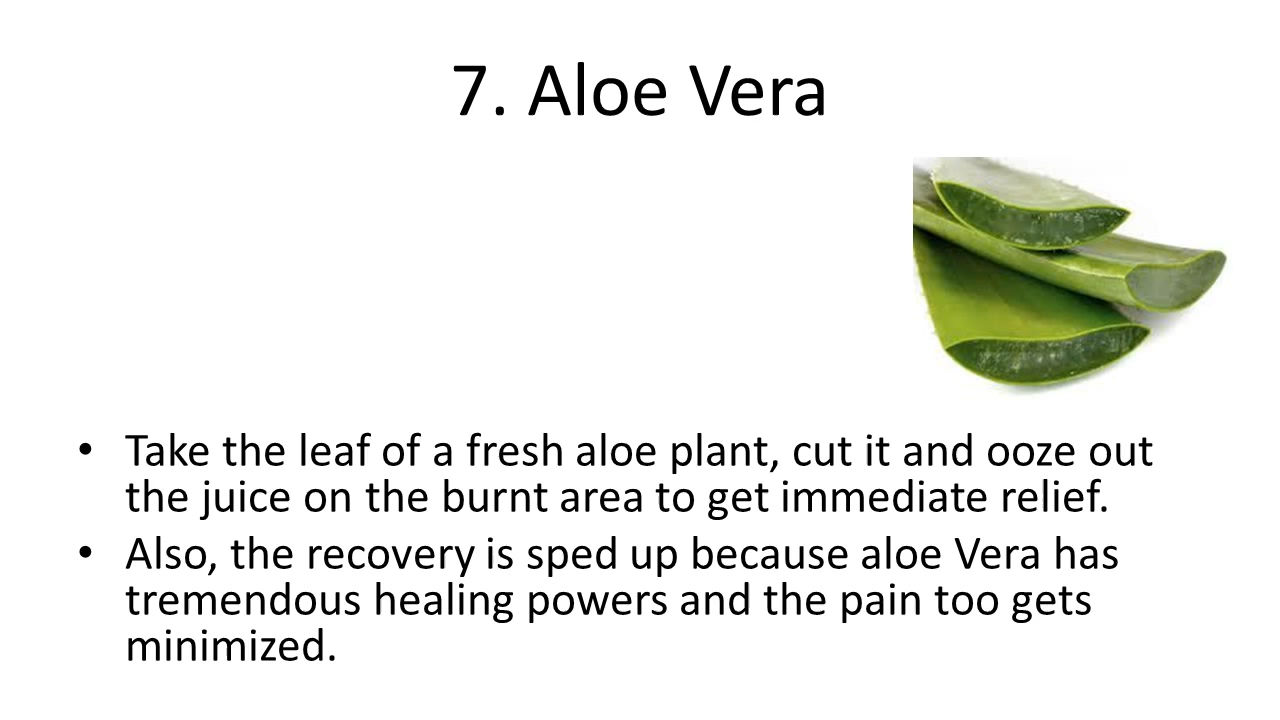 7. Aloe Vera
• Take the leaf of a fresh aloe plant, cut it and ooze out
the juice on the burnt area to get immediate relief.
• Also, the recovery is sped up because aloe Vera has
tremendous healing powers and the pain too gets
minimized.